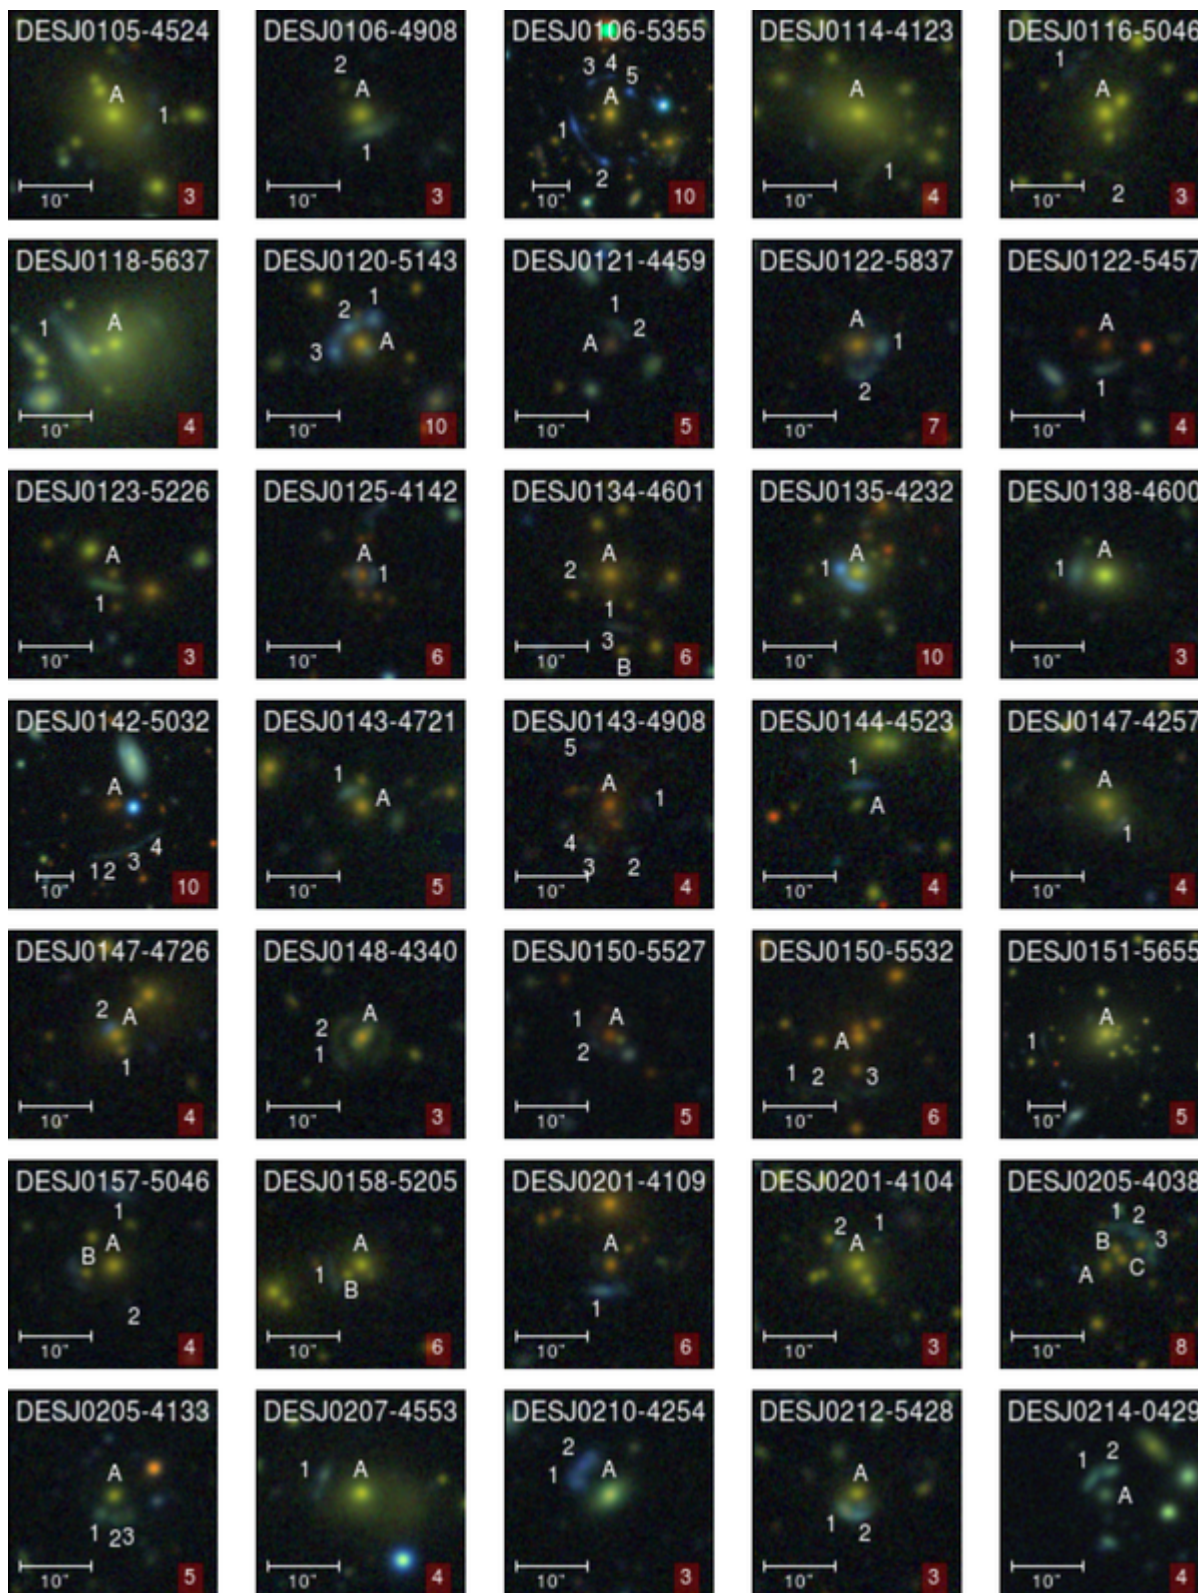 DESJ0105-4524
A
1
10"
3
DESJ0106-4908
2
A
1
10"
3
DESJ0106-5355
3 4 5
A
1
2
10"
10
DESJ0114-4123
A
1
10"
4
DESJ0116-5046
1
A
2
10"
3
DESJ0118-5637
1
A
10"
4
DESJ0120-5143
2 1
3 A
10"
10
DESJ0121-4459
1
2
A
10"
5
DESJ0122-5837
A
1
2
10"
7
DESJ0122-5457
A
1
10"
4
DESJ0123-5226
A
1
10"
3
DESJ0125-4142
A
1
10"
6
DESJ0134-4601
A
2
1
3
B
10"
6
DESJ0135-4232
A
1
10"
10
DESJ0138-4600
A
1
10"
3
DESJ0142-5032
A
12 3 4
10"
10
DESJ0143-4721
1
A
10"
5
DESJ0143-4908
5
A
1
4
3 2
10"
4
DESJ0144-4523
1
A
10"
4
DESJ0147-4257
A
1
10"
4
DESJ0147-4726
2 A
1
10"
4
DESJ0148-4340
A
2
1
10"
3
DESJ0150-5527
1 A
2
10"
5
DESJ0150-5532
A
1 2 3
10"
6
DESJ0151-5655
A
1
10"
5
DESJ0157-5046
1
A
B
2
10"
4
DESJ0158-5205
A
1
B
10"
6
DESJ0201-4109
A
1
10"
6
DESJ0201-4104
2 1
A
10"
3
DESJ0205-4038
1 2
B 3
A C
10"
8
DESJ0205-4133
A
1 23
10"
5
DESJ0207-4553
1 A
10"
4
DESJ0210-4254
2
1 A
10"
3
DESJ0212-5428
A
1 2
10"
3
DESJ0214-0429
1 2
A
10"
4